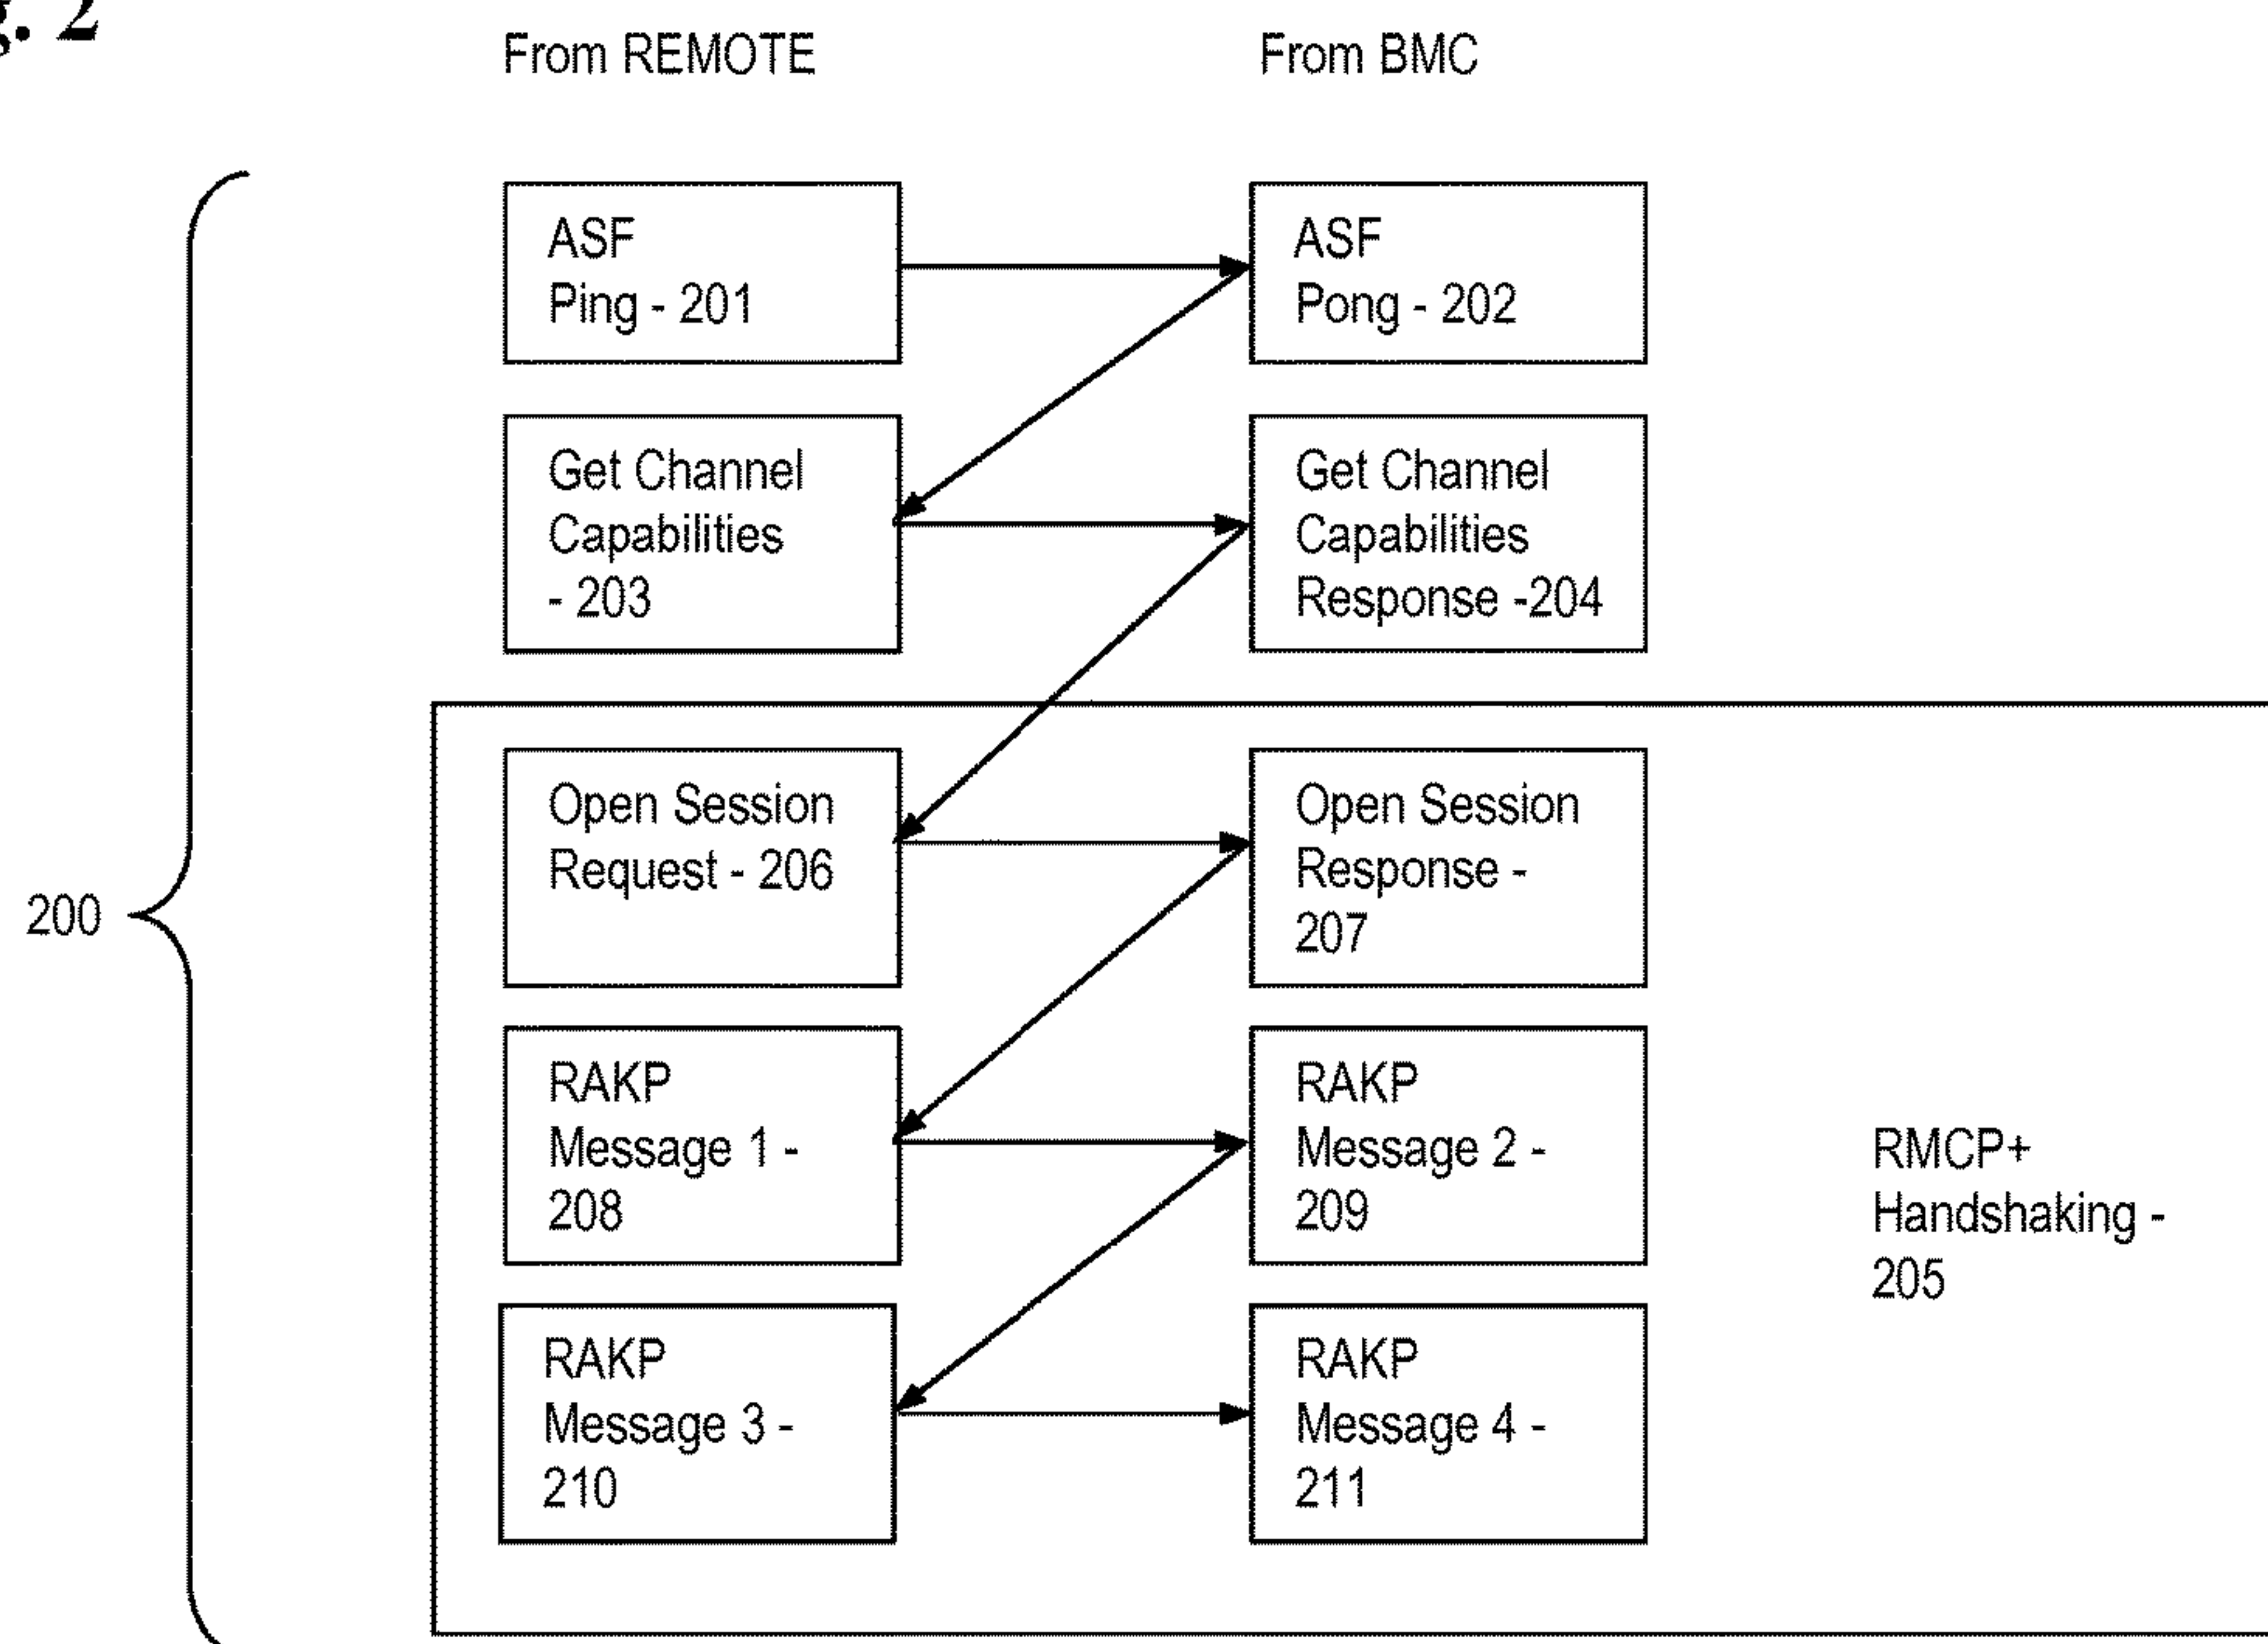 g. 2
From REMOTE
From BMC
ASF
Ping - 201
ASF
Pong - 202
Get Channel
Capabilities
- 203
Get Channel
Capabilities
Response -204
Open Session
Request - 206
Open Session
Response -
207
200
RAKP
Message 1 -
208
RAKP
Message 2 -
209
RMCP+
Handshaking -
205
RAKP
Message 3 -
210
RAKP
Message 4 -
211